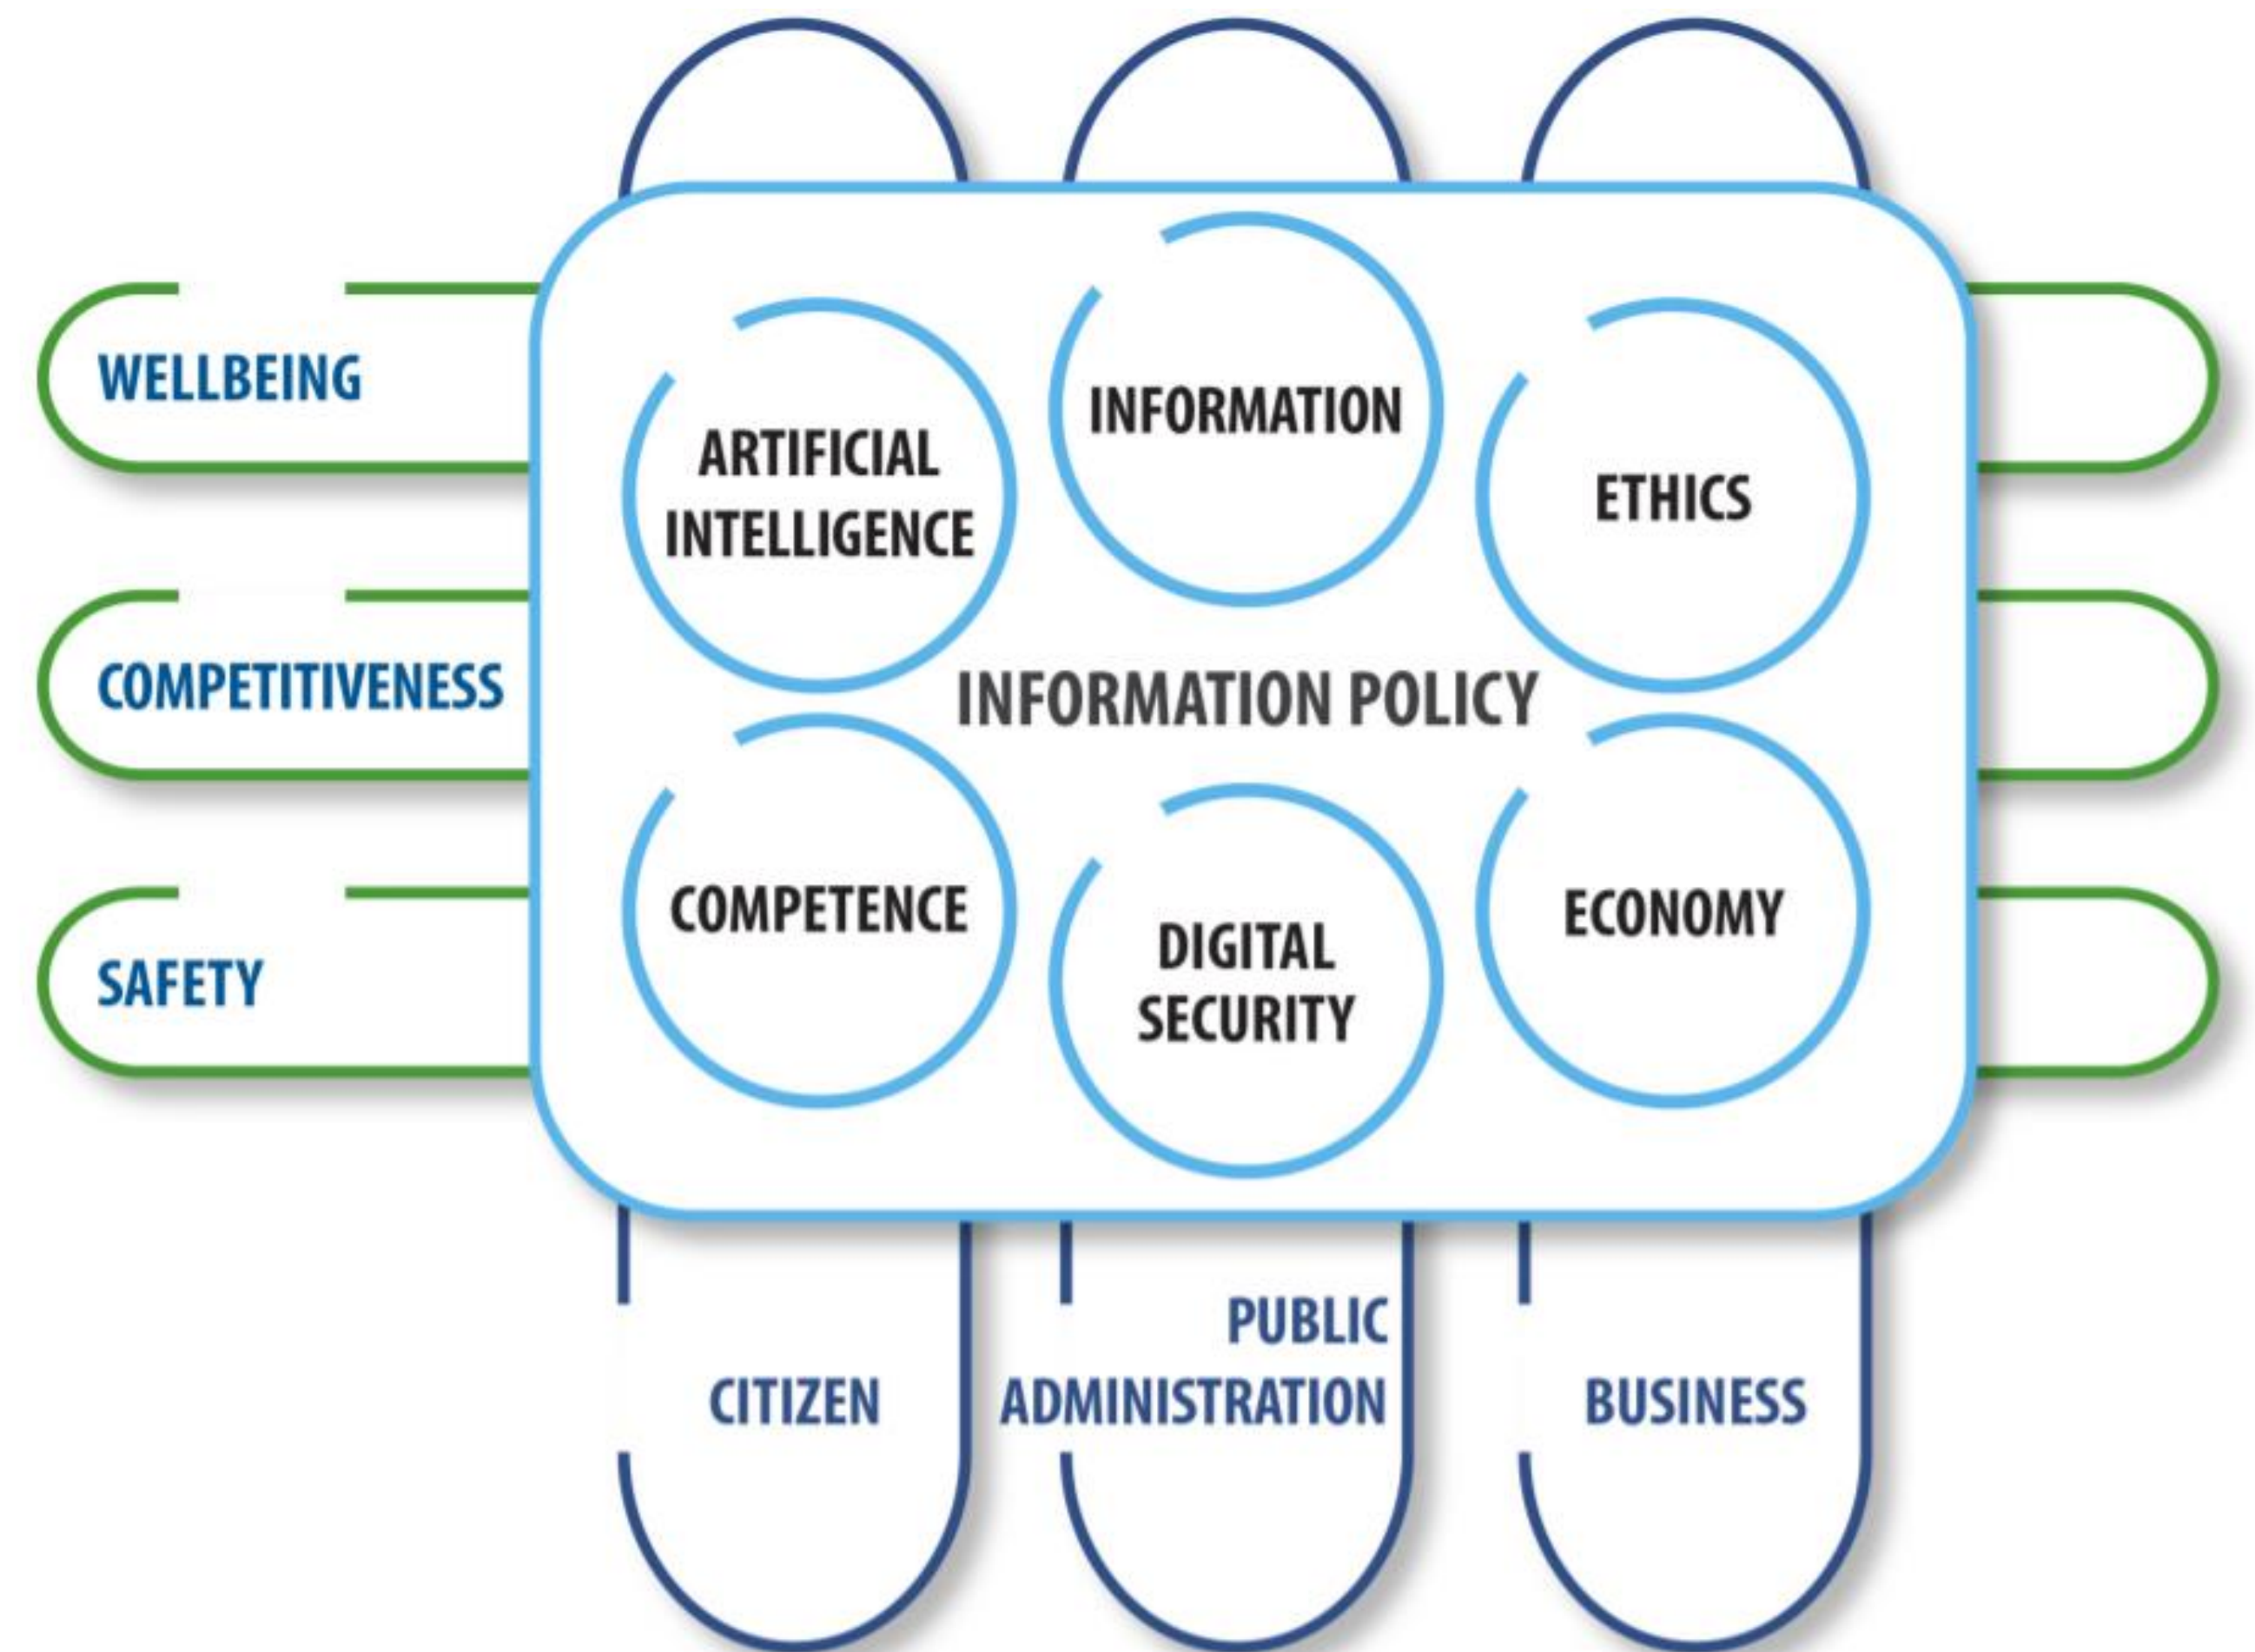 WELLBEING
COMPETITIVENESS
SAFETY
INFORMATION
ARTIFICIAL
INTELLIGENCE
ETHICS
INFORMATION POLICY
COMPETENCE
DIGITAL
SECURITY
ECONOMY
CITIZEN
PUBLIC
ADMINISTRATION
BUSINESS